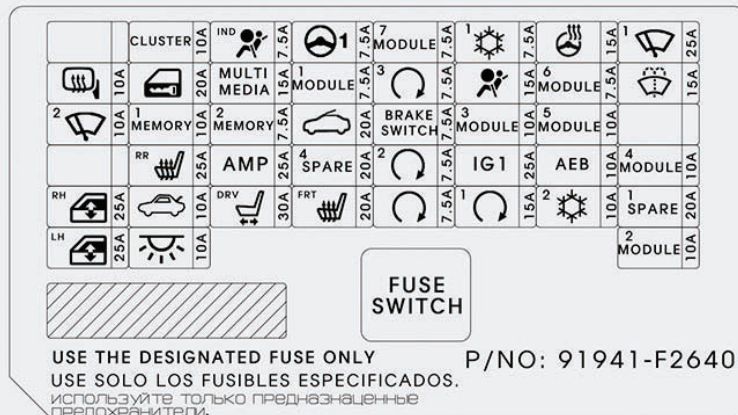 CLUSTER 10A IND 7.5A 1 7.5A 7 MODULE 7.5A 1 7.5A 15A 1 25A
10A 20A MULTI MEDIA 15A 1 MODULE 7.5A 3 7.5A 15A 6 MODULE 7.5A 15A
2 10A 1 MEMORY 10A 2 MEMORY 7.5A 20A BRAKE SWITCH 7.5A 3 MODULE 10A 5 MODULE 10A
RR 25A AMP 25A 4 SPARE 20A 2 7.5A IG1 25A AEB 10A 4 MODULE 10A
RH 25A 10A DRV 30A FRT 20A 7.5A 1 15A 2 10A 1 SPARE 20A
LH 25A 10A 2 MODULE 10A
FUSE
SWITCH
USE THE DESIGNATED FUSE ONLY
P/NO: 91941-F2640
USE SOLO LOS FUSIBLES ESPECIFICADOS.
используйте только предназнаценные
предохранители.